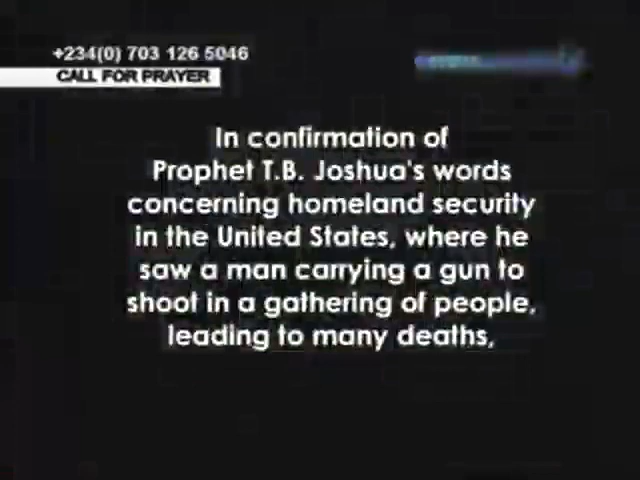 +234(0) 703 126 5046
CALL FOR PRAYER
In confirmation of
Prophet T.B. Joshua's words
concerning homeland security
in the United States, where he
saw a man carrying a gun to
shoot in a gathering of people,
leading to many deaths,